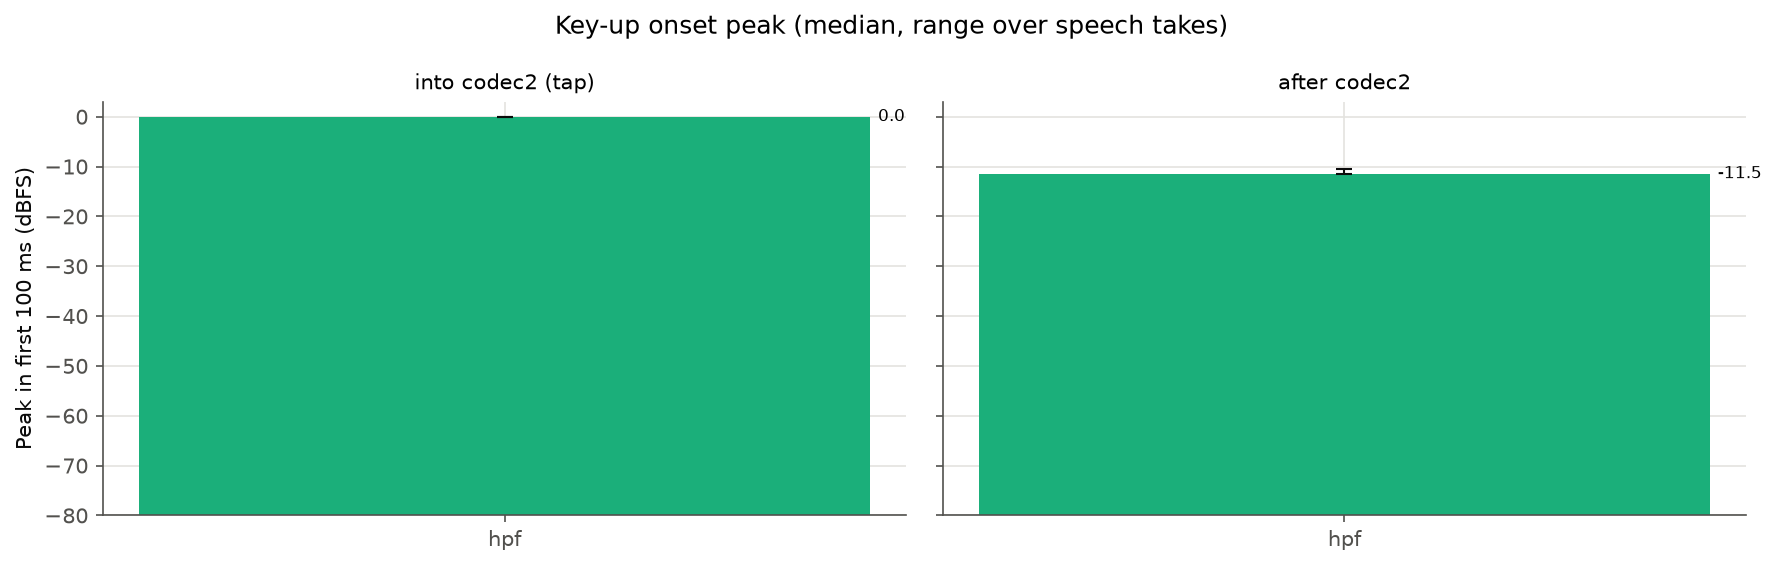 Key-up onset peak (median, range over speech takes)
into codec2 (tap)
after codec2
Peak in first 100 ms (dBFS)
0
−10
−20
−30
−40
−50
−60
−70
−80
0.0
-11.5
hpf
hpf